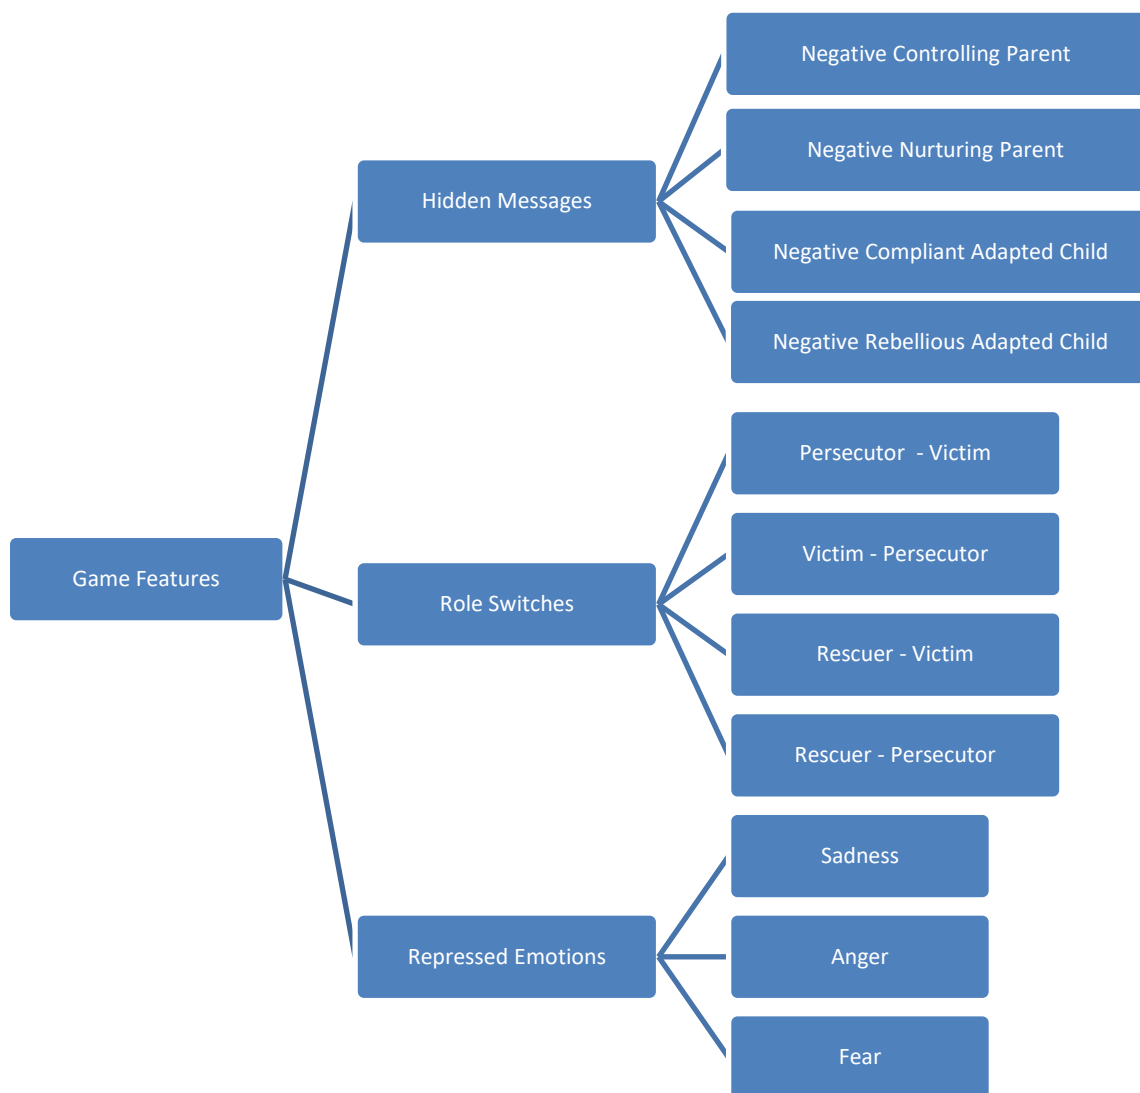 Game Features
Hidden Messages
Negative Controlling Parent
Negative Nurturing Parent
Negative Compliant Adapted Child
Negative Rebellious Adapted Child
Role Switches
Persecutor - Victim
Victim - Persecutor
Rescuer - Victim
Rescuer - Persecutor
Repressed Emotions
Sadness
Anger
Fear